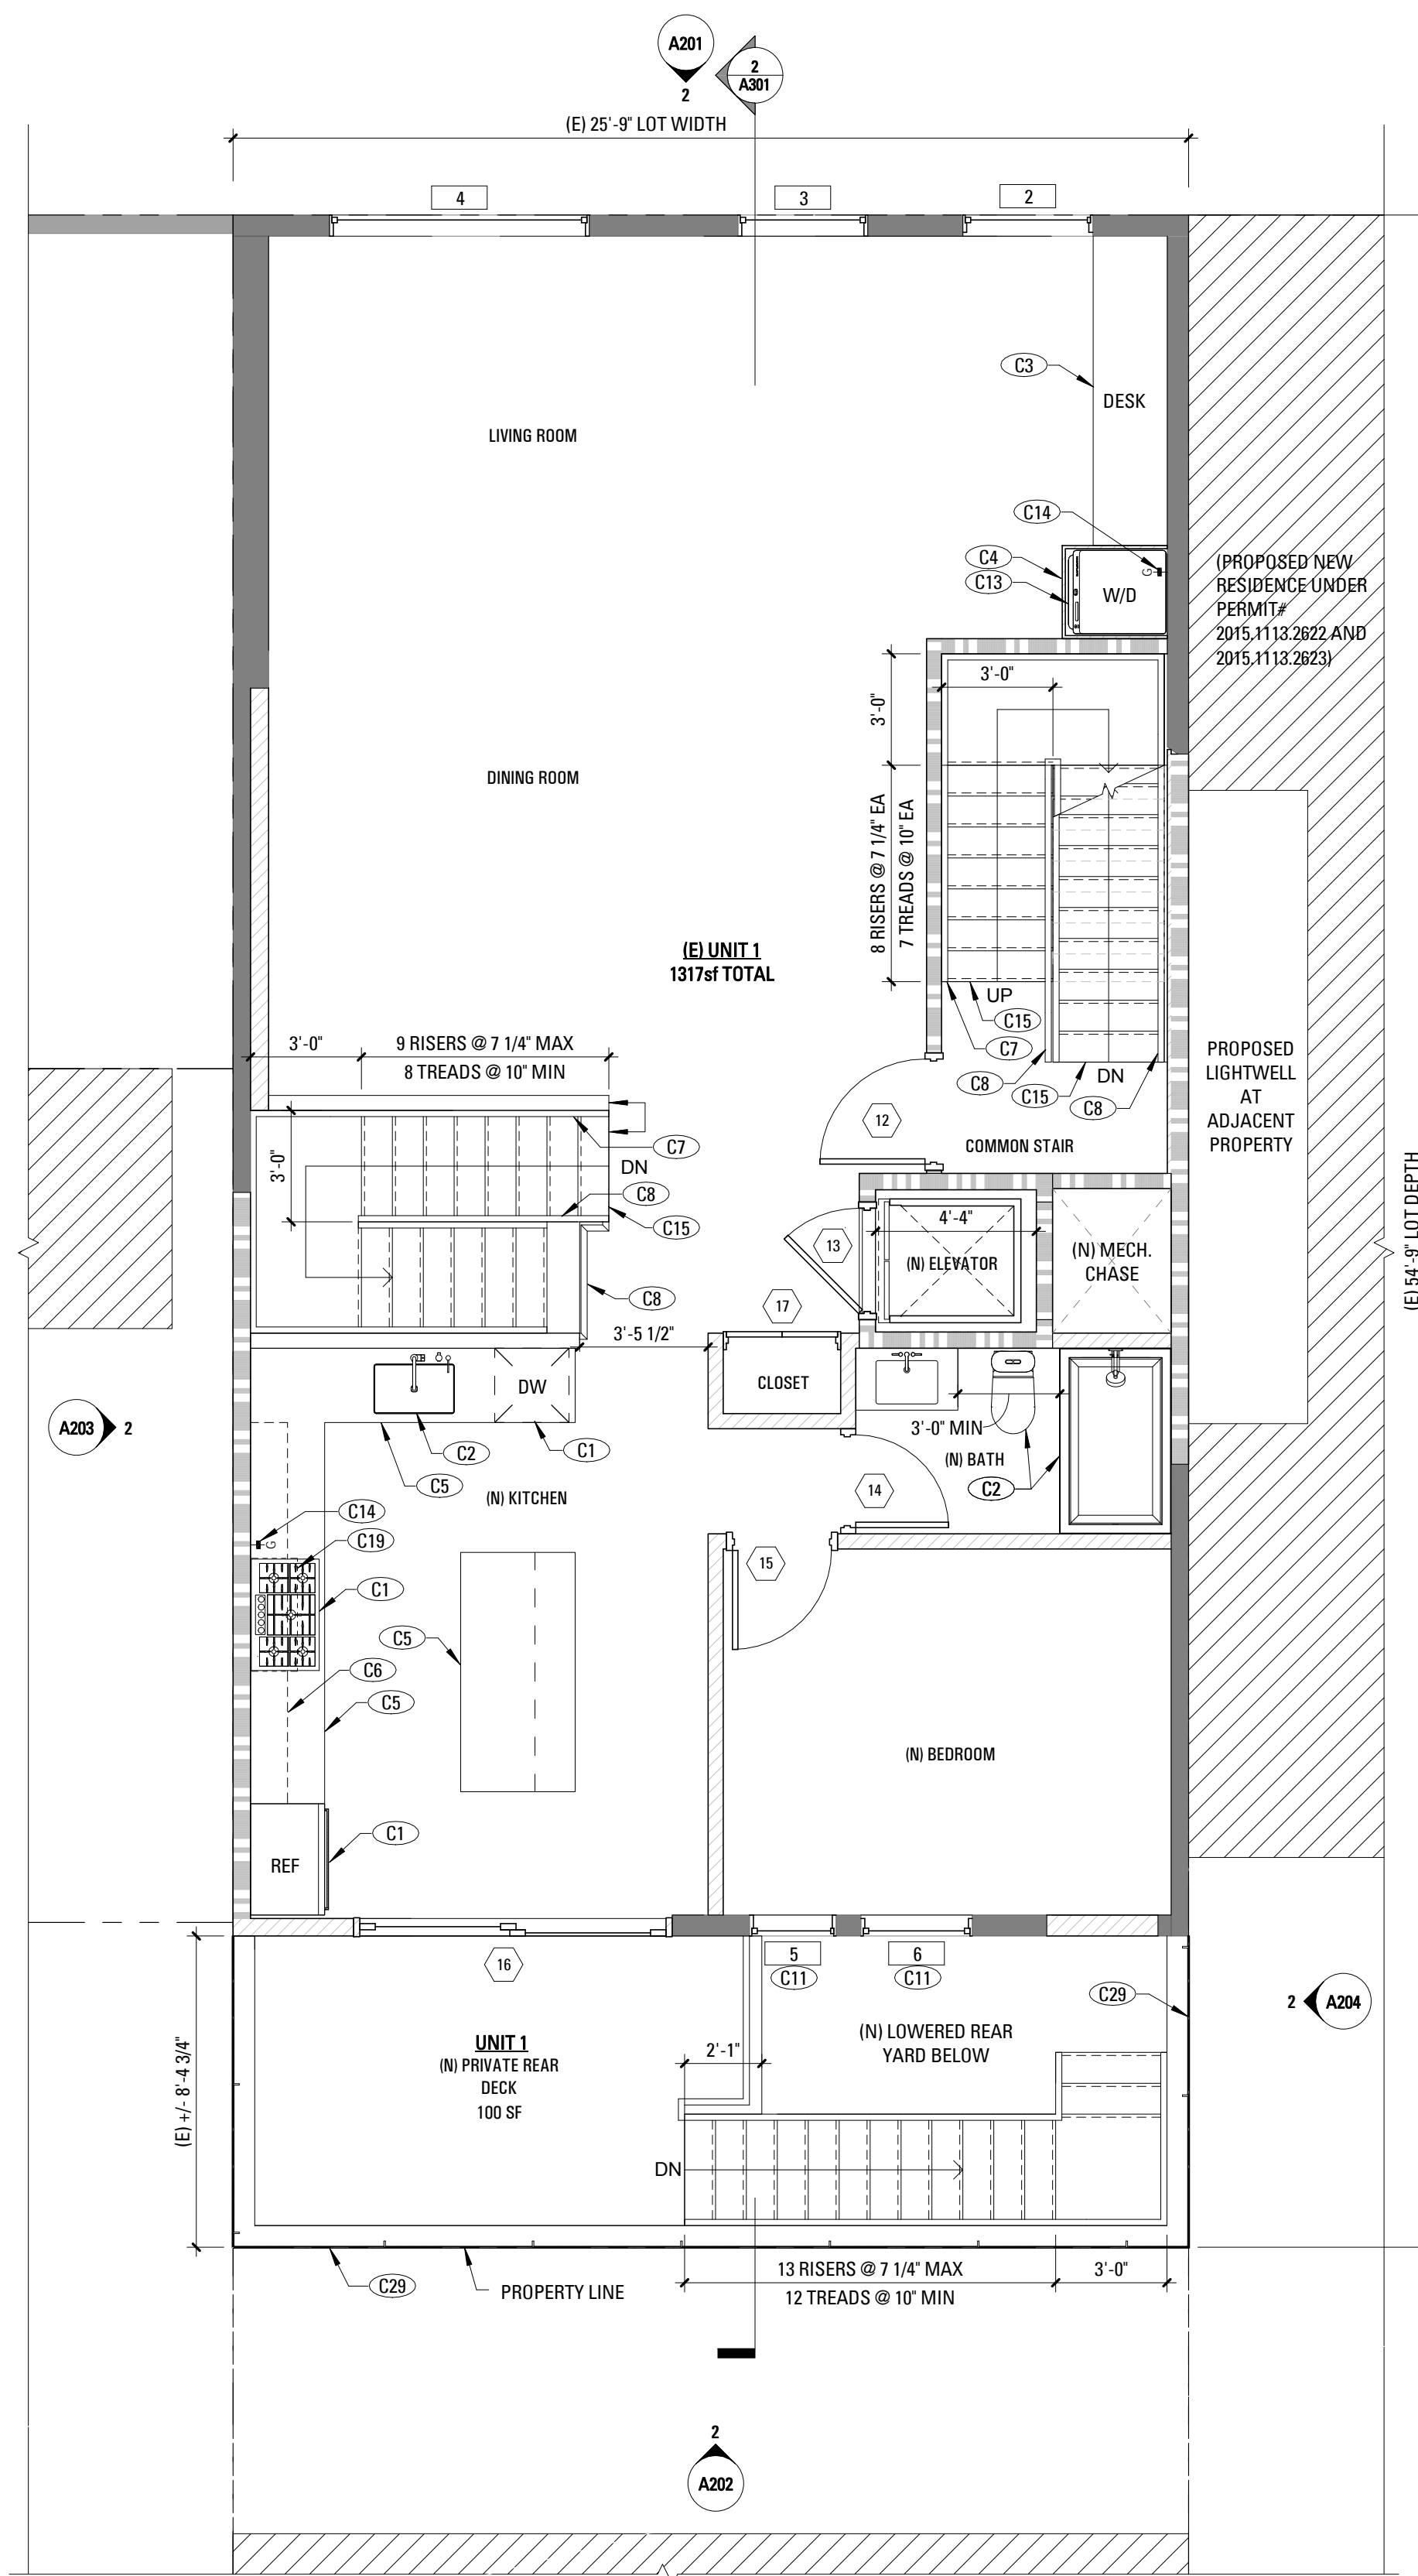 A201
2
2
A301
(E) 25'-9" LOT WIDTH
4
3
2
C3
DESK
LIVING ROOM
C14
C4
C13
G
W/D
(PROPOSED NEW
RESIDENCE UNDER
PERMIT#
2015.1113.2622 AND
2015.1113.2623)
3'-0"
3'-0"
DINING ROOM
8 RISERS @ 7 1/4" EA
7 TREADS @ 10" EA
(E) UNIT 1
1317sf TOTAL
UP
C15
C7
C8
C15
DN
C8
PROPOSED
LIGHTWELL
AT
ADJACENT
PROPERTY
3'-0"
9 RISERS @ 7 1/4" MAX
8 TREADS @ 10" MIN
12
COMMON STAIR
C7
3'-0"
DN
C8
C15
(E) 54'-9" LOT DEPTH
4'-4"
13
(N) ELEVATOR
(N) MECH.
CHASE
C8
17
3'-5 1/2"
DW
CLOSET
A203
2
C2
C1
C5
3'-0" MIN
(N) BATH
C2
(N) KITCHEN
14
C14
G
C19
15
C1
C5
C6
C5
(N) BEDROOM
C1
REF
16
5
C11
6
C11
C29
2
A204
(E) +/- 8'-4 3/4"
UNIT 1
(N) PRIVATE REAR
DECK
100 SF
2'-1"
(N) LOWERED REAR
YARD BELOW
DN
C29
PROPERTY LINE
13 RISERS @ 7 1/4" MAX
12 TREADS @ 10" MIN
3'-0"
2
A202